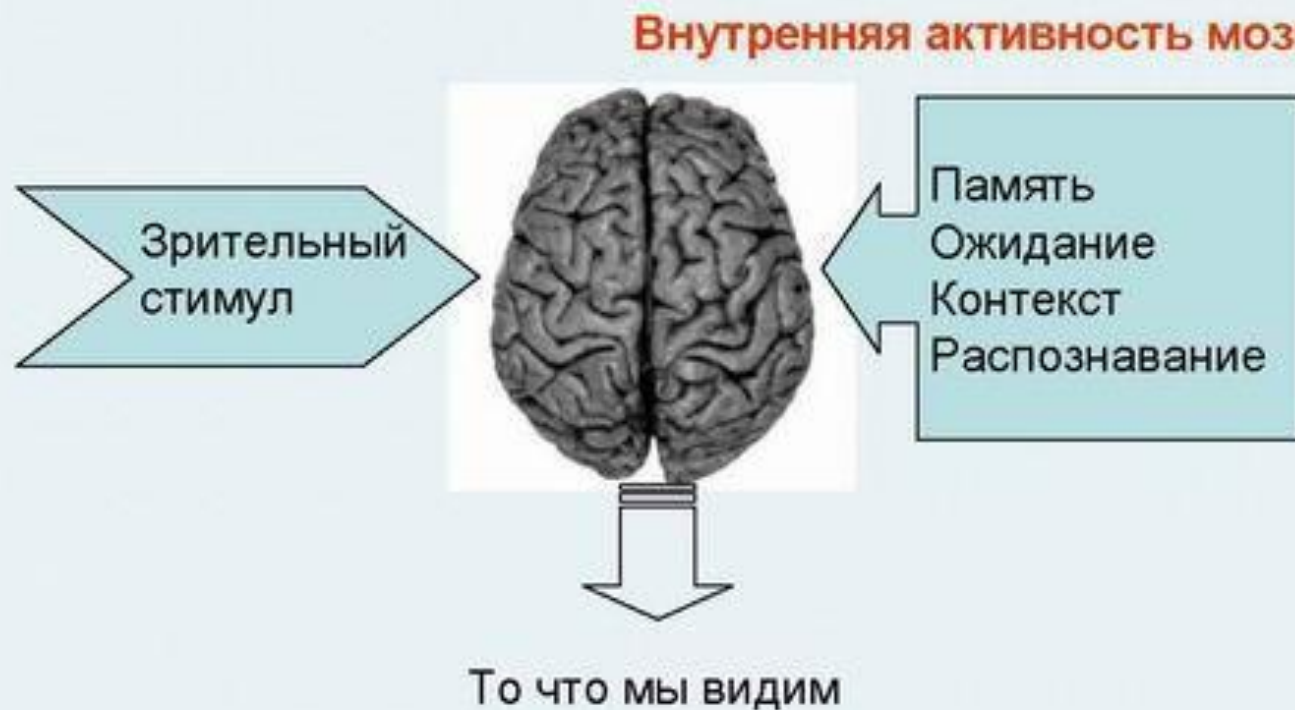 Внутренняя активность моз
Зрительный
стимул
Память
Ожидание
Контекст
Распознавание
То что мы видим